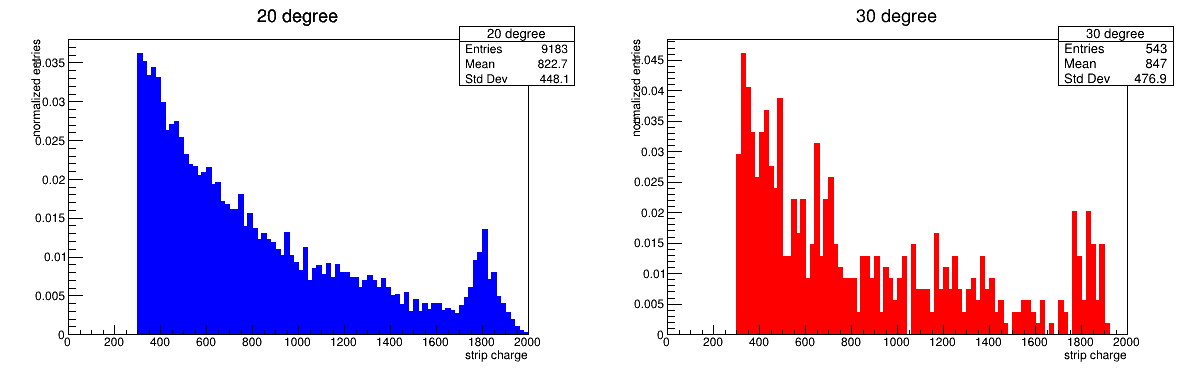 20 degree
20 degree
Entries 9183
Mean 822.7
Std Dev 448.1
normalized entries
0.035
0.03
0.025
0.02
0.015
0.01
0.005
0
0 200 400 600 800 1000 1200 1400 1600 1800 2000
strip charge
30 degree
30 degree
Entries 543
Mean 847
Std Dev 476.9
normalized entries
0.045
0.04
0.035
0.03
0.025
0.02
0.015
0.01
0.005
0
0 200 400 600 800 1000 1200 1400 1600 1800 2000
strip charge